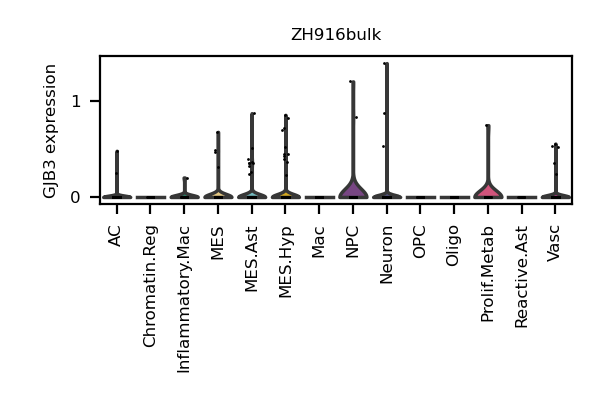 ZH916bulk
GJB3 expression
1
0
AC
Chromatin.Reg
Inflammatory.Mac
MES
MES.Ast
MES.Hyp
Mac
NPC
Neuron
OPC
Oligo
Prolif.Metab
Reactive.Ast
Vasc